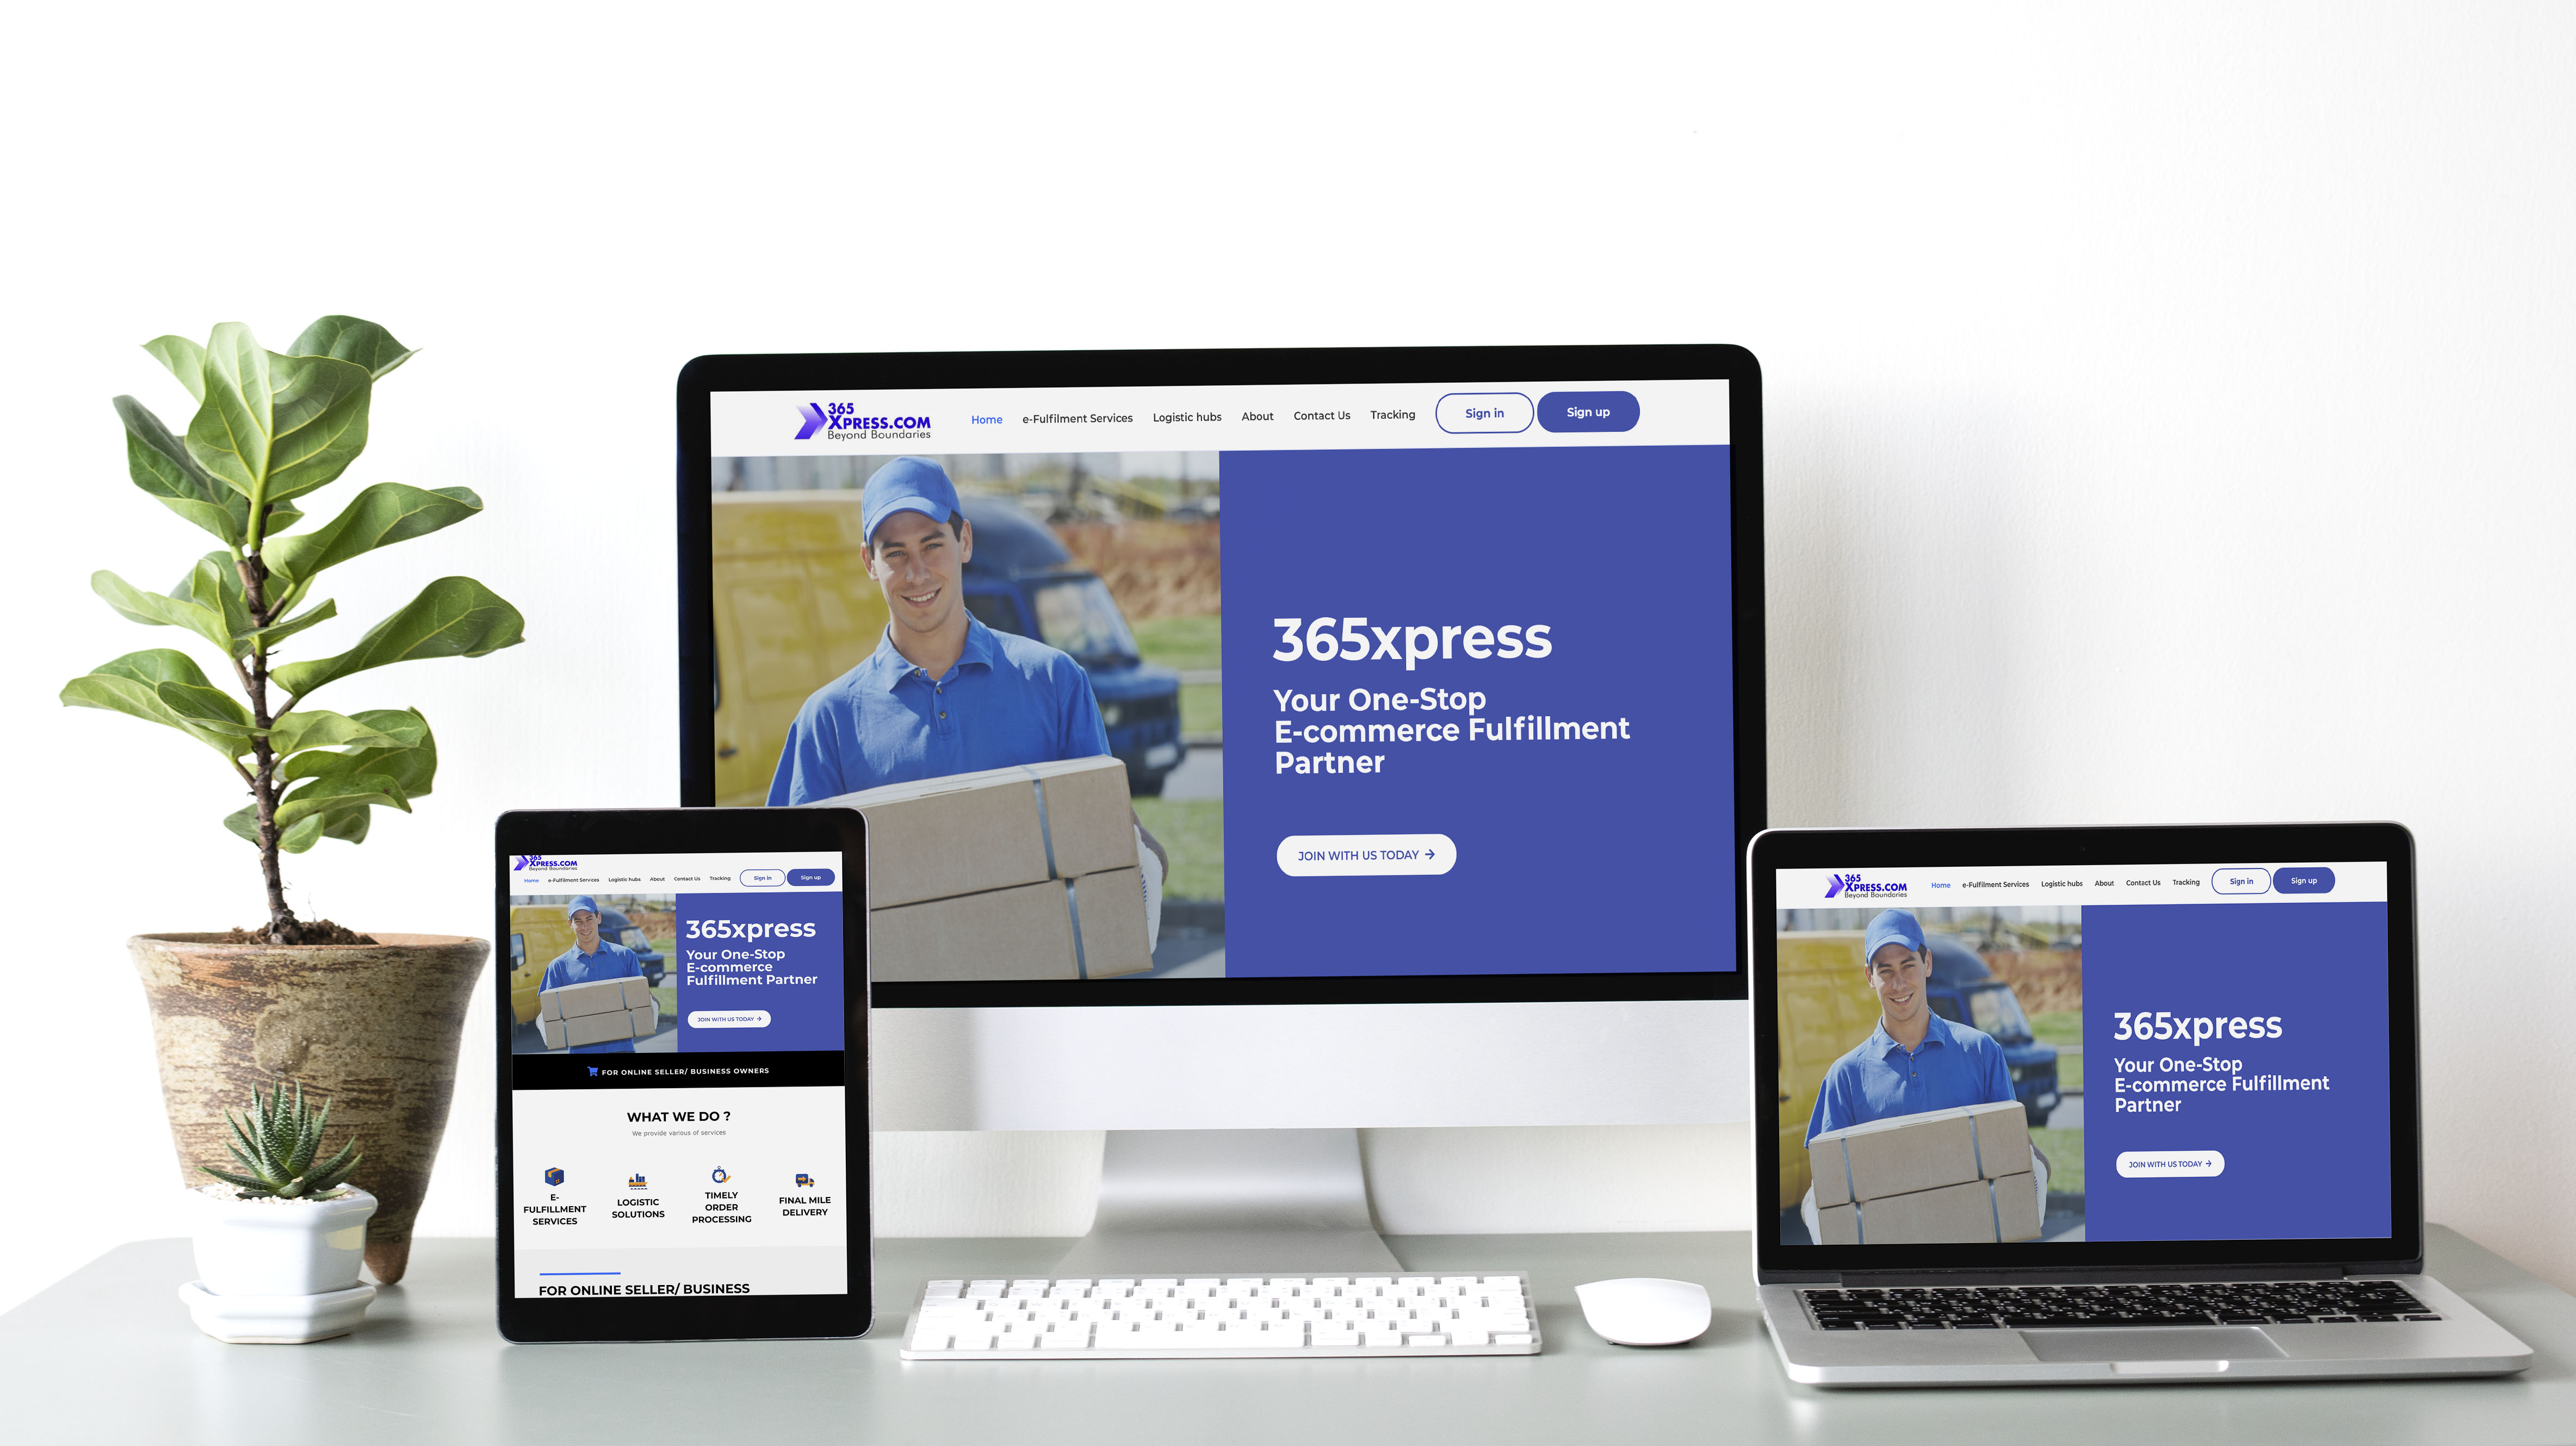 365
XPRESS.COM
Beyond Boundaries
Home e-Fulfilment Services Logistic hubs About Contact Us Tracking Sign in Sign up
365xpress
Your One-Stop
E-commerce Fulfillment
Partner
JOIN WITH US TODAY →
365
XPRESS.COM
Beyond Boundaries
Home e-Fulfilment Services Logistic hubs About Contact Us Tracking Sign in Sign up
365xpress
Your One-Stop
E-commerce
Fulfillment Partner
JOIN WITH US TODAY →
FOR ONLINE SELLER/ BUSINESS OWNERS
WHAT WE DO ?
We provide various of services
E-
FULFILLMENT
SERVICES
LOGISTIC
SOLUTIONS
TIMELY
ORDER
PROCESSING
FINAL MILE
DELIVERY
FOR ONLINE SELLER/ BUSINESS
365
XPRESS.COM
Beyond Boundaries
Home e-Fulfilment Services Logistic hubs About Contact Us Tracking Sign in Sign up
365xpress
Your One-Stop
E-commerce Fulfillment
Partner
JOIN WITH US TODAY →